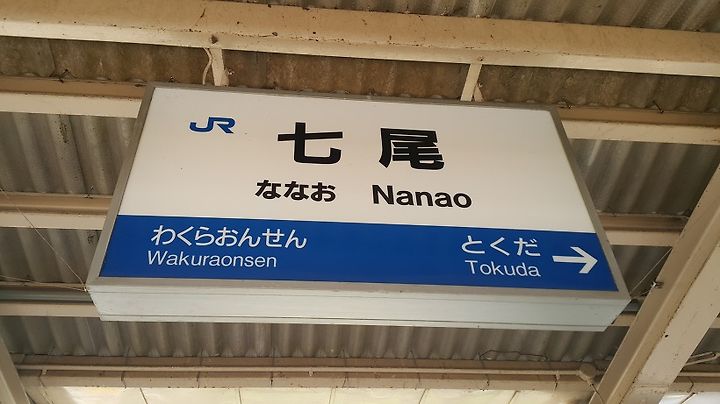 JR
七尾
ななお Nanao
わくらおんせん とくだ →
Wakuraonsen Tokuda